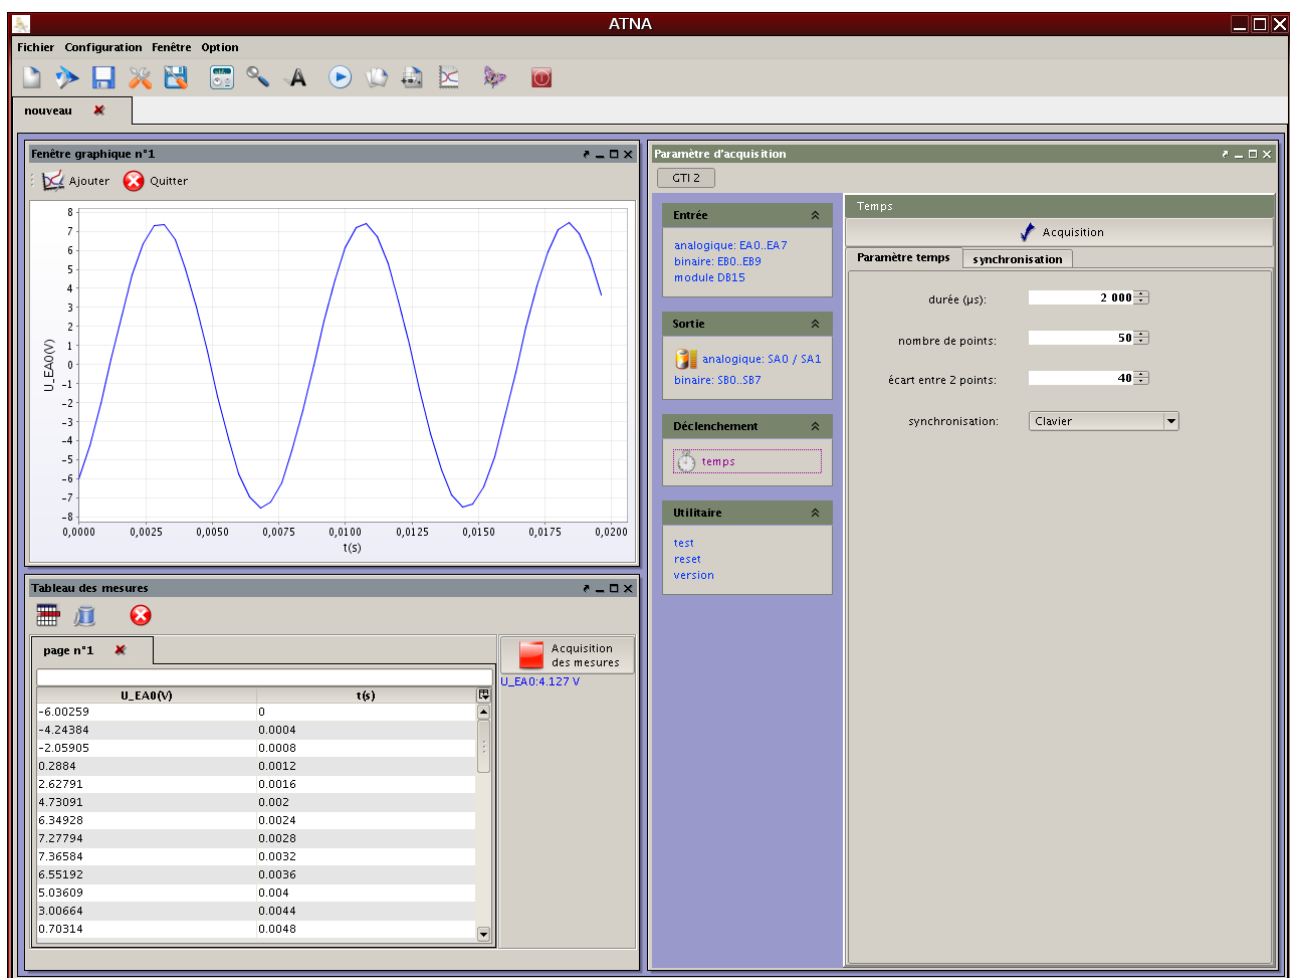 ATNA
Fichier Configuration Fenêtre Option
nouveau
Fenêtre graphique n°1
Ajouter Quitter
8
7
6
5
4
3
2
1
0
-1
-2
-3
-4
-5
-6
-7
-8
U_EA0(V)
0,0000 0,0025 0,0050 0,0075 0,0100 0,0125 0,0150 0,0175 0,0200
t(s)
Tableau des mesures
page n°1
Acquisition
des mesures
U_EA0:4.127 V
U_EA0(V) t(s)
-6.00259 0
-4.24384 0.0004
-2.05905 0.0008
0.2884 0.0012
2.62791 0.0016
4.73091 0.002
6.34928 0.0024
7.27794 0.0028
7.36584 0.0032
6.55192 0.0036
5.03609 0.004
3.00664 0.0044
0.70314 0.0048
Paramètre d'acquisition
GTI 2
Entrée
analogique: EA0..EA7
binaire: EB0..EB9
module DB15
Sortie
analogique: SA0 / SA1
binaire: SB0..SB7
Déclenchement
temps
Utilitaire
test
reset
version
Temps
Acquisition
Paramètre temps synchronisation
durée (µs): 2 000
nombre de points: 50
écart entre 2 points: 40
synchronisation: Clavier